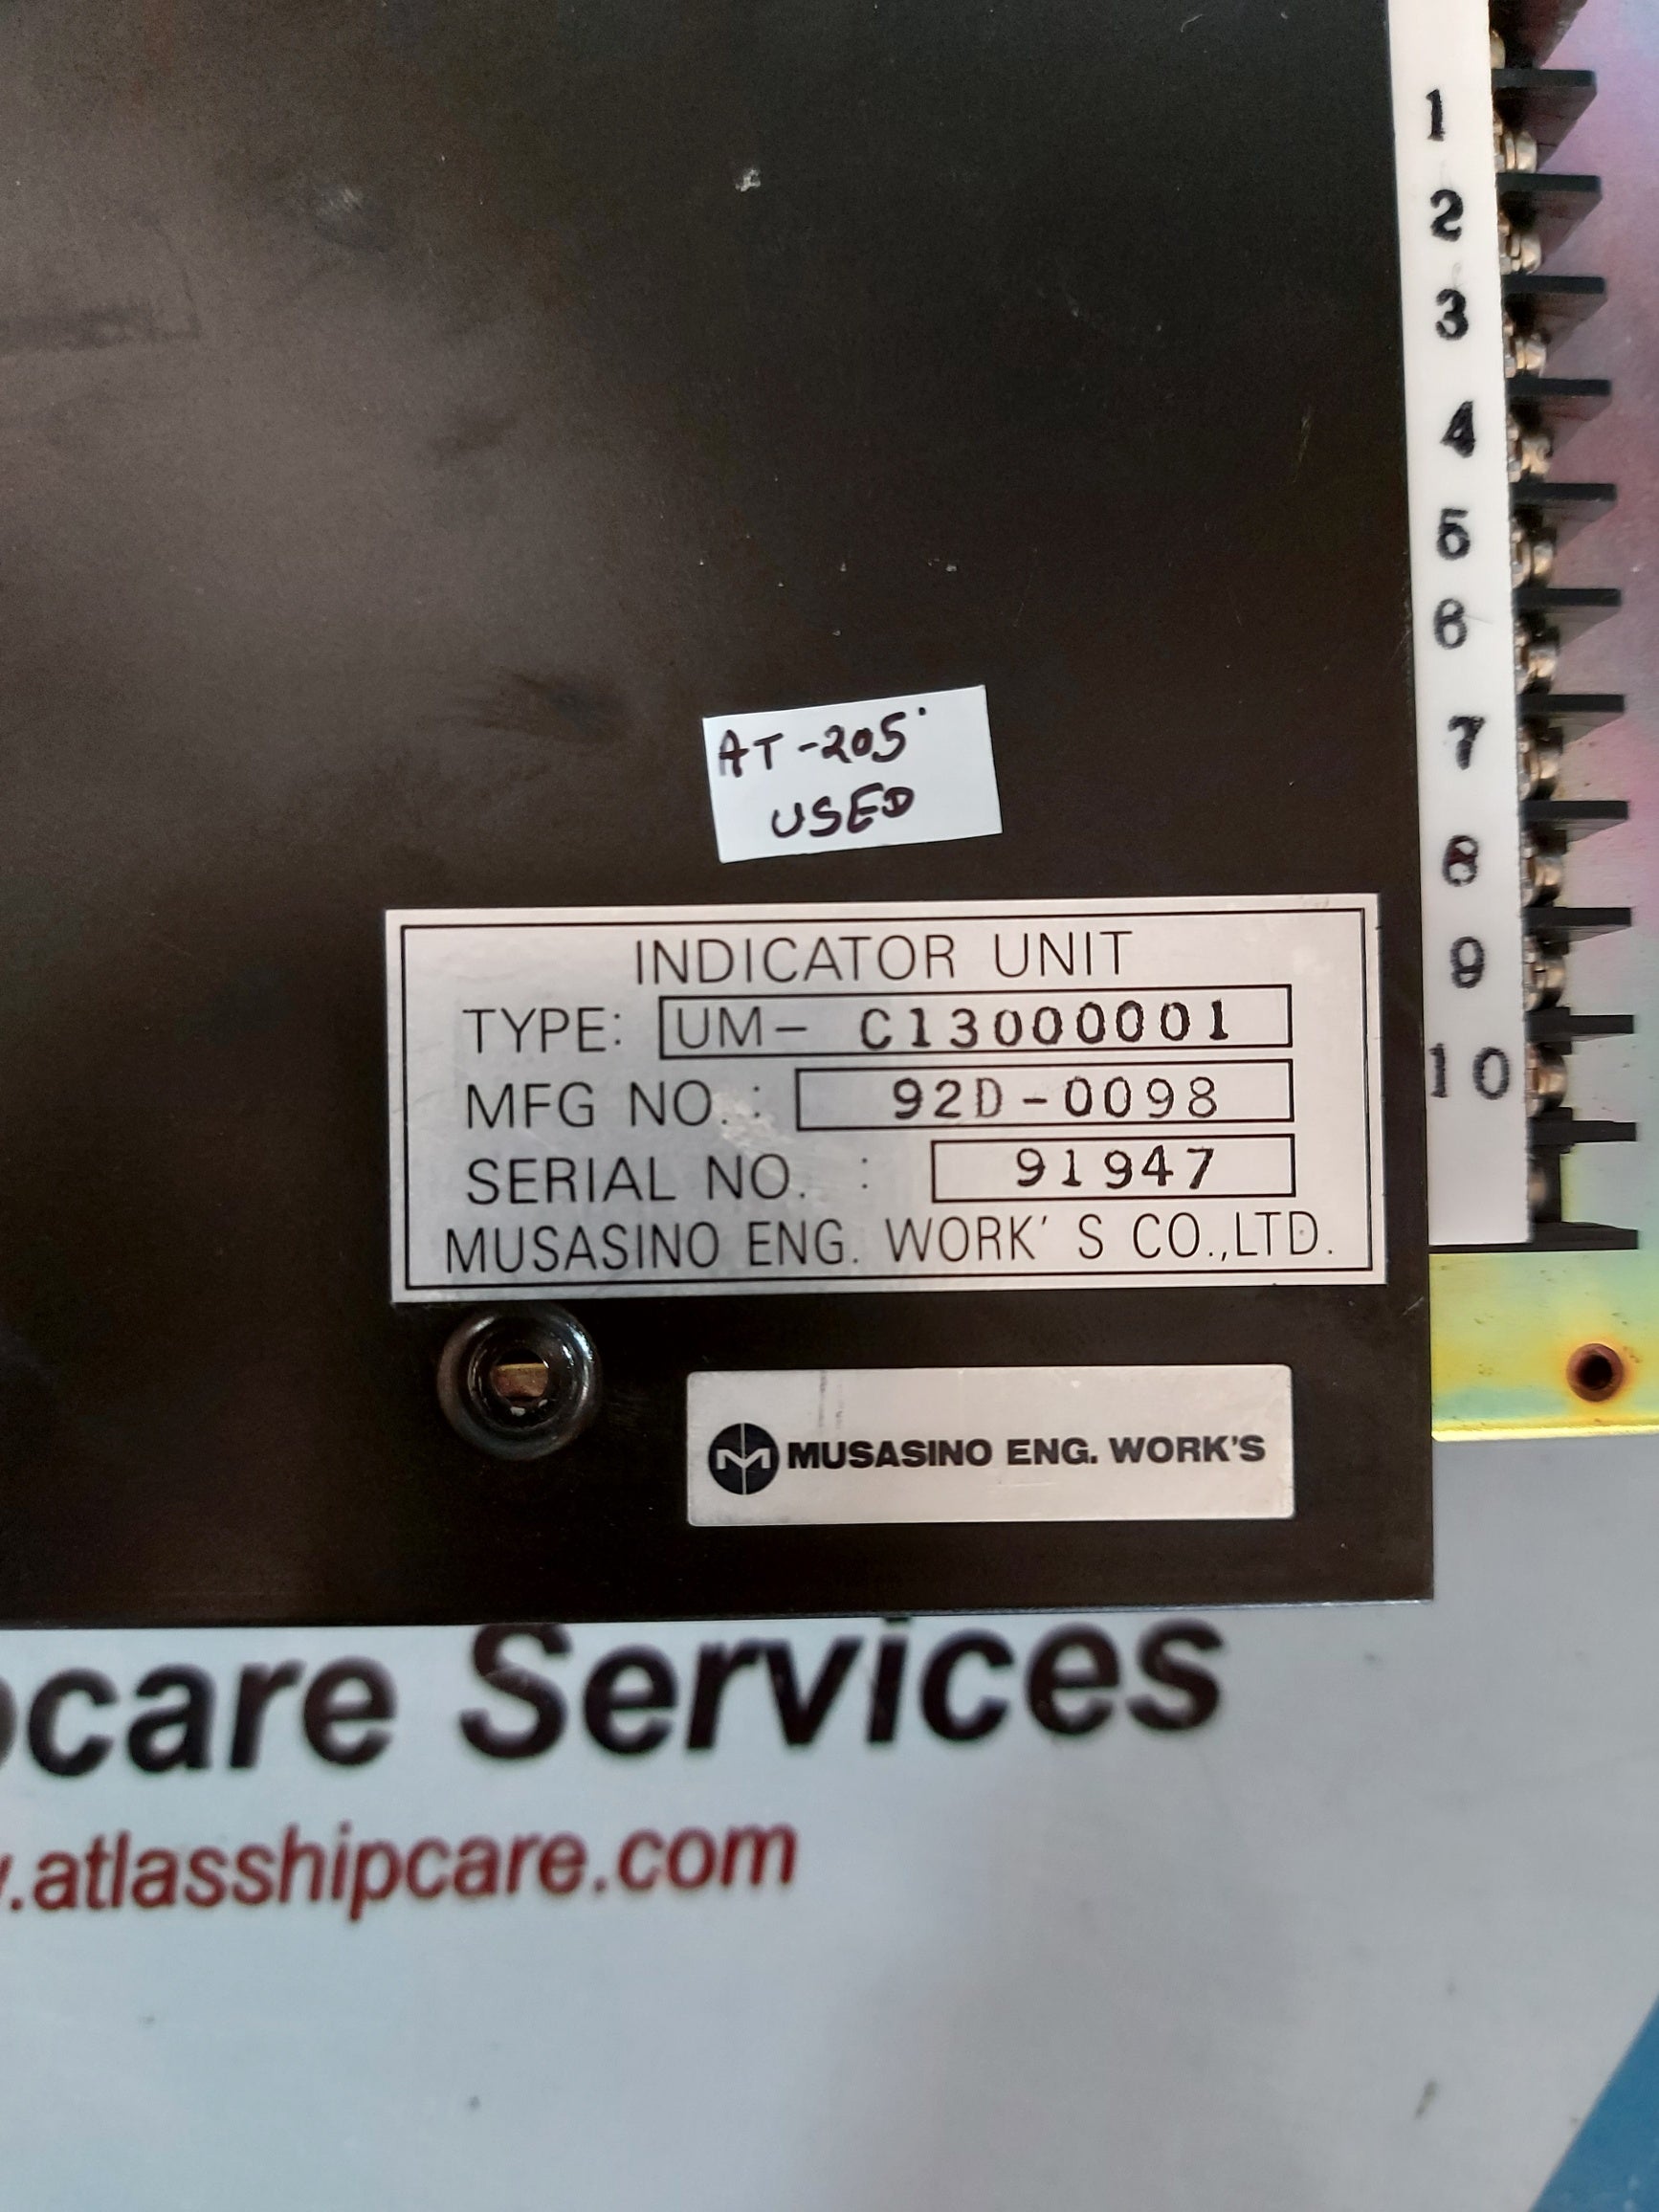 1
2
3
4
5
6
7
8
9
10
AT-205
USED
INDICATOR UNIT
TYPE: UM- C13000001
MFG NO. : 92D-0098
SERIAL NO. : 91947
MUSASINO ENG. WORK'S CO.,LTD.
MUSASINO ENG. WORK'S
pcare Services
.atlasshipcare.com